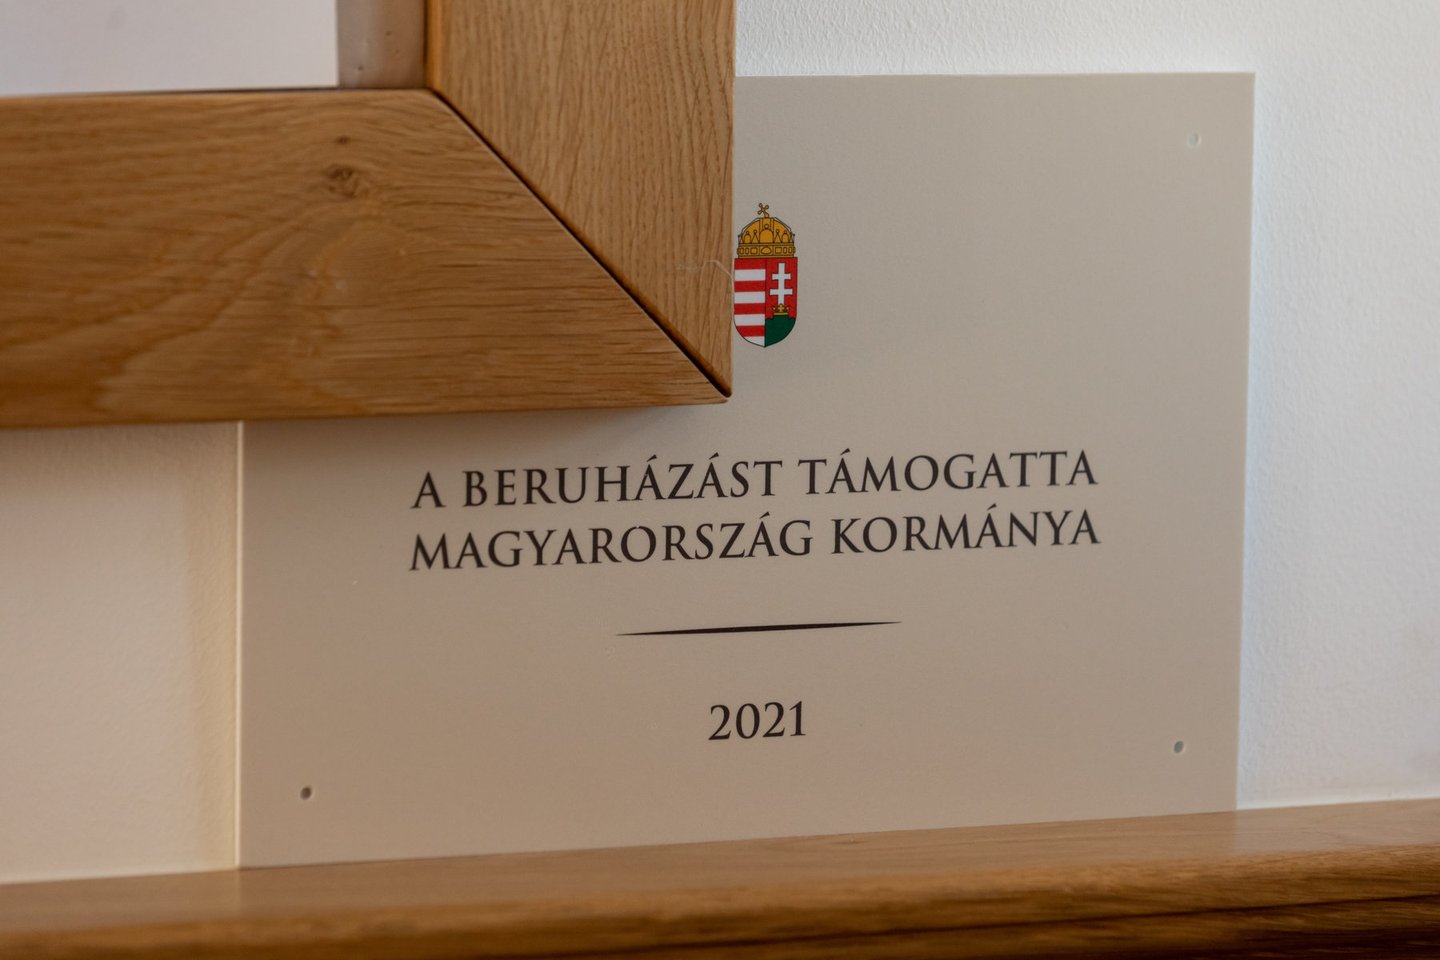 A BERUHÁZÁST TÁMOGATTA
MAGYARORSZÁG KORMÁNYA
2021